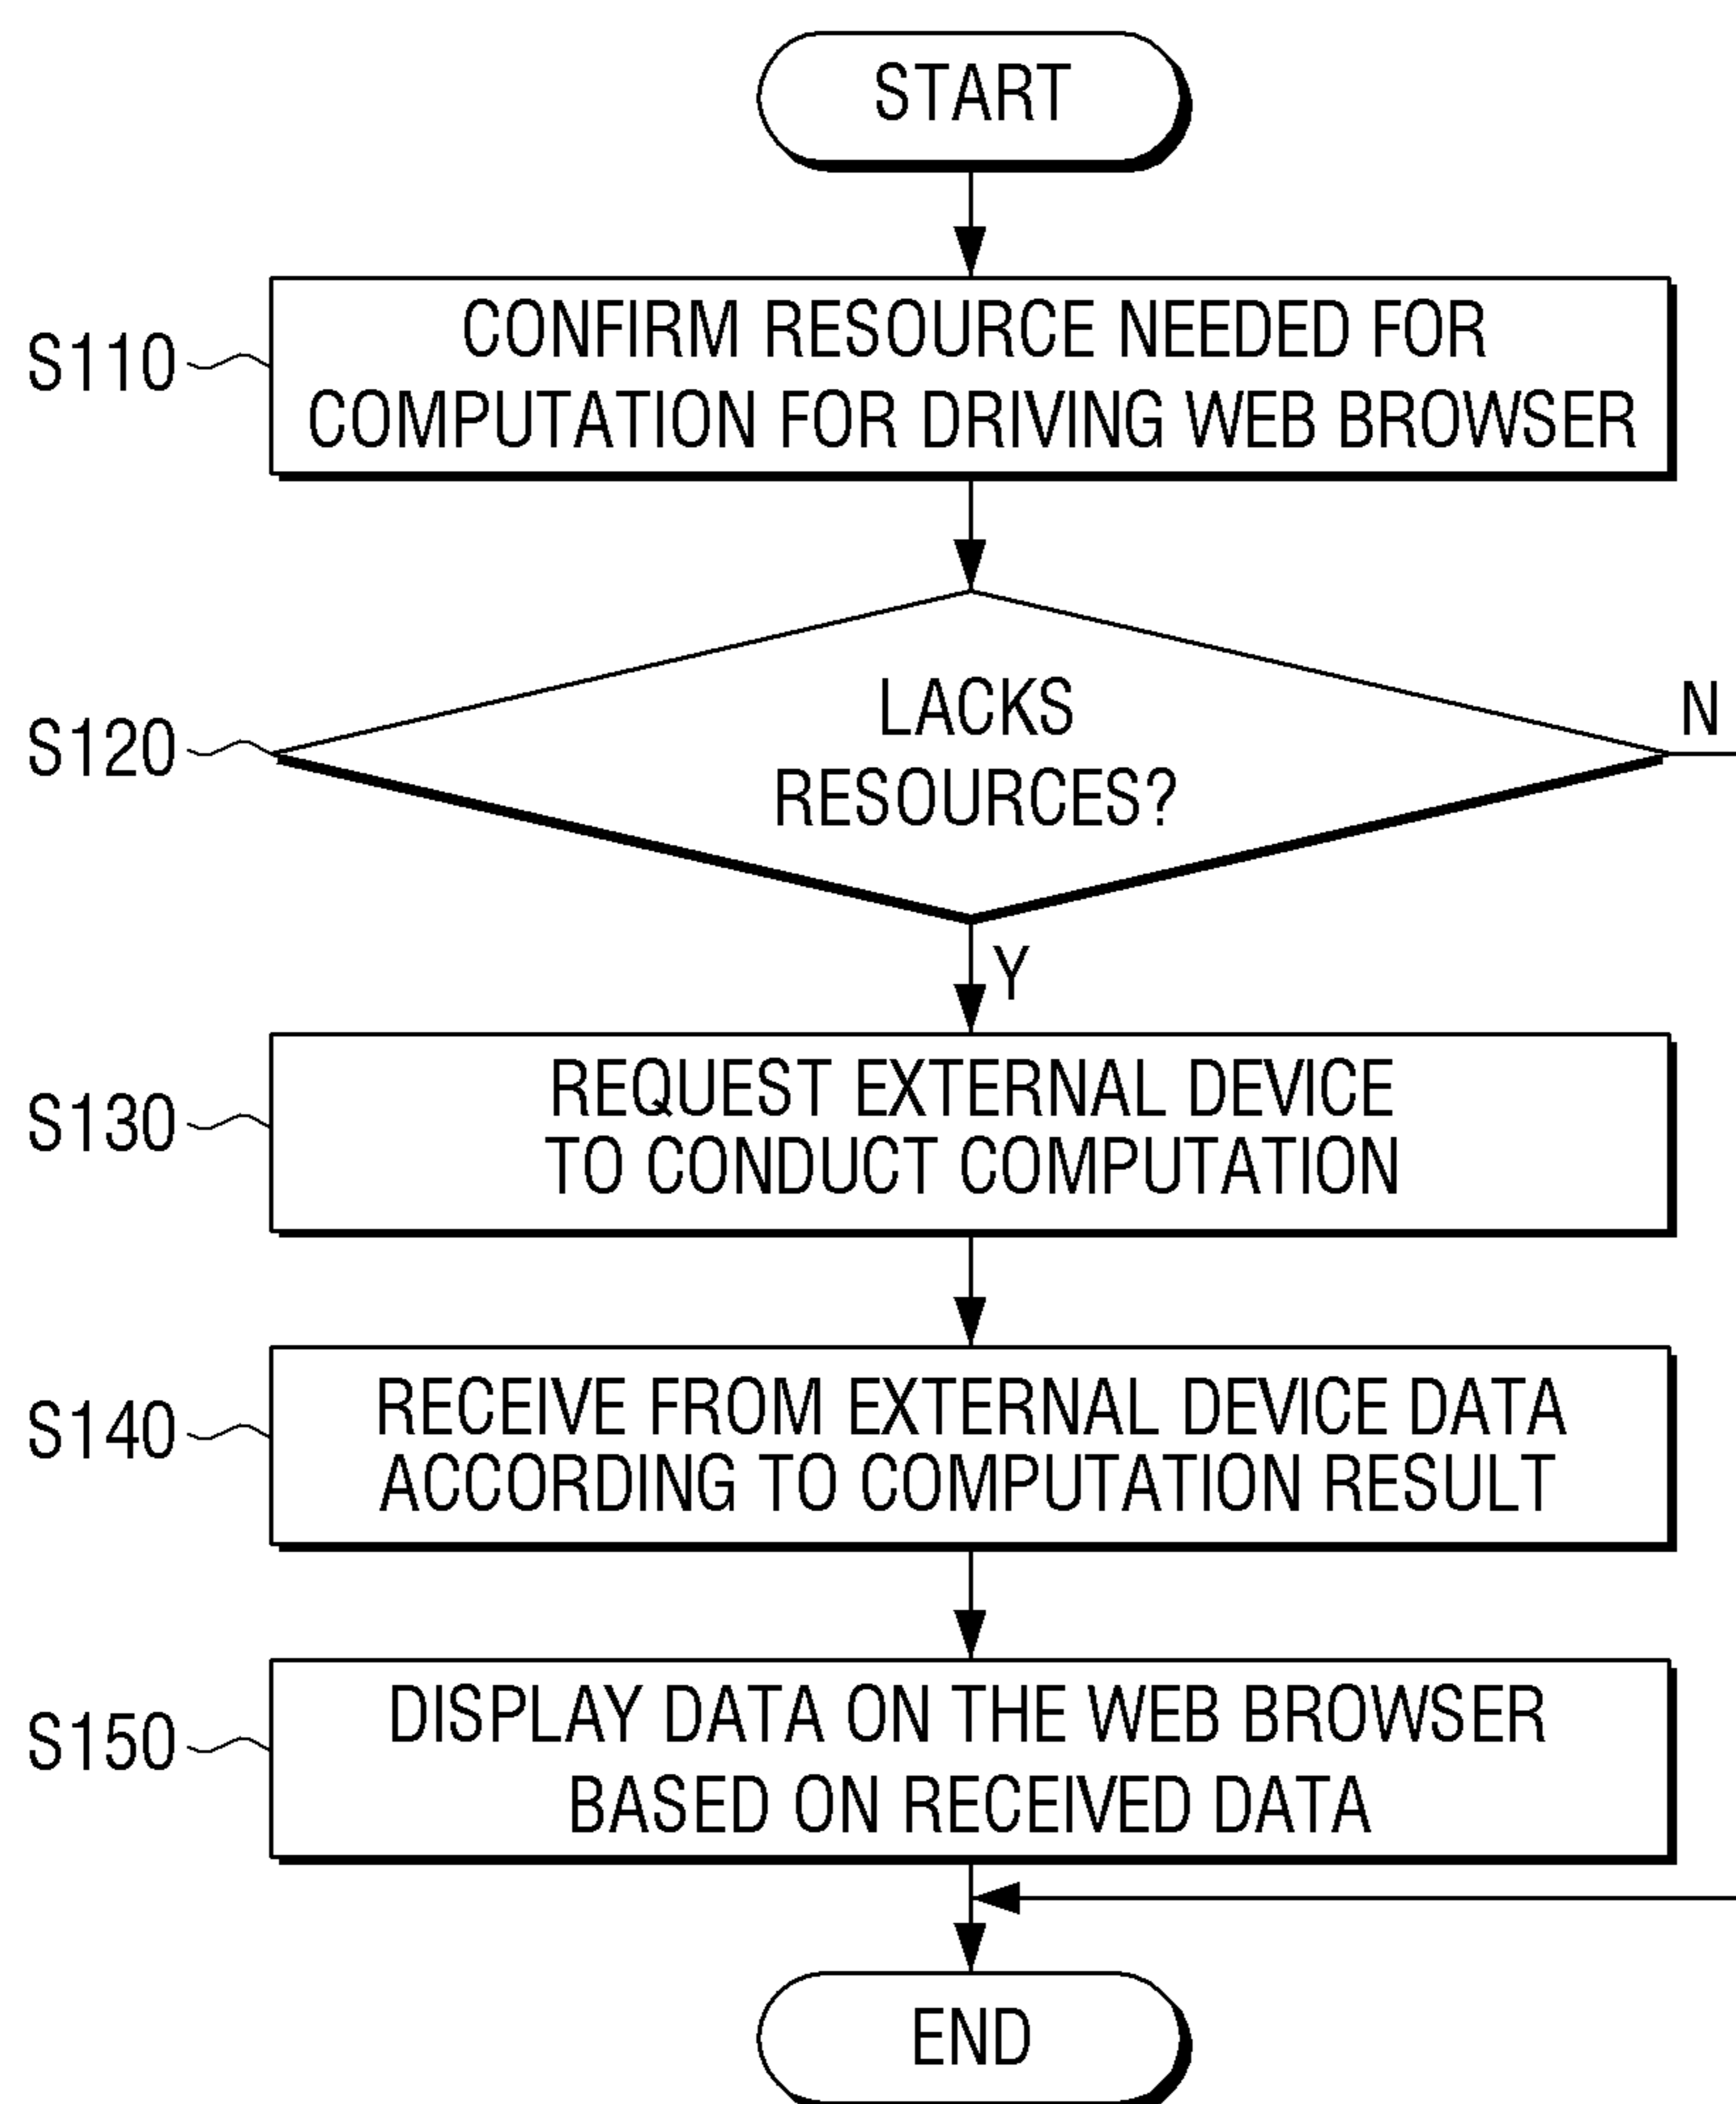 START
S110
CONFIRM RESOURCE NEEDED FOR
COMPUTATION FOR DRIVING WEB BROWSER
S120
LACKS
RESOURCES?
N
Y
S130
REQUEST EXTERNAL DEVICE
TO CONDUCT COMPUTATION
S140
RECEIVE FROM EXTERNAL DEVICE DATA
ACCORDING TO COMPUTATION RESULT
S150
DISPLAY DATA ON THE WEB BROWSER
BASED ON RECEIVED DATA
END